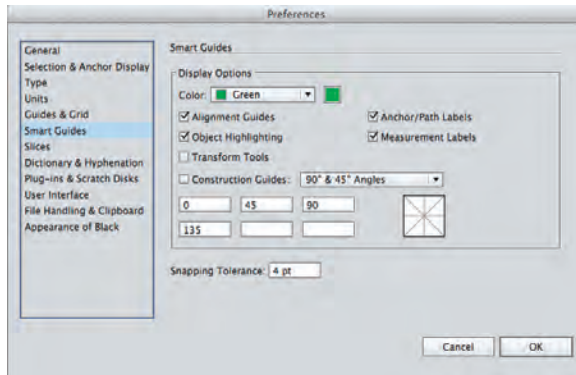 Preferences
General
Selection & Anchor Display
Type
Units
Guides & Grid
Smart Guides
Slices
Dictionary & Hyphenation
Plug-ins & Scratch Disks
User Interface
File Handling & Clipboard
Appearance of Black
Smart Guides
Display Options
Color: Green
Alignment Guides Anchor/Path Labels
Object Highlighting Measurement Labels
Transform Tools
Construction Guides: 90° & 45° Angles
0 45 90
135
Snapping Tolerance: 4 pt
Cancel OK